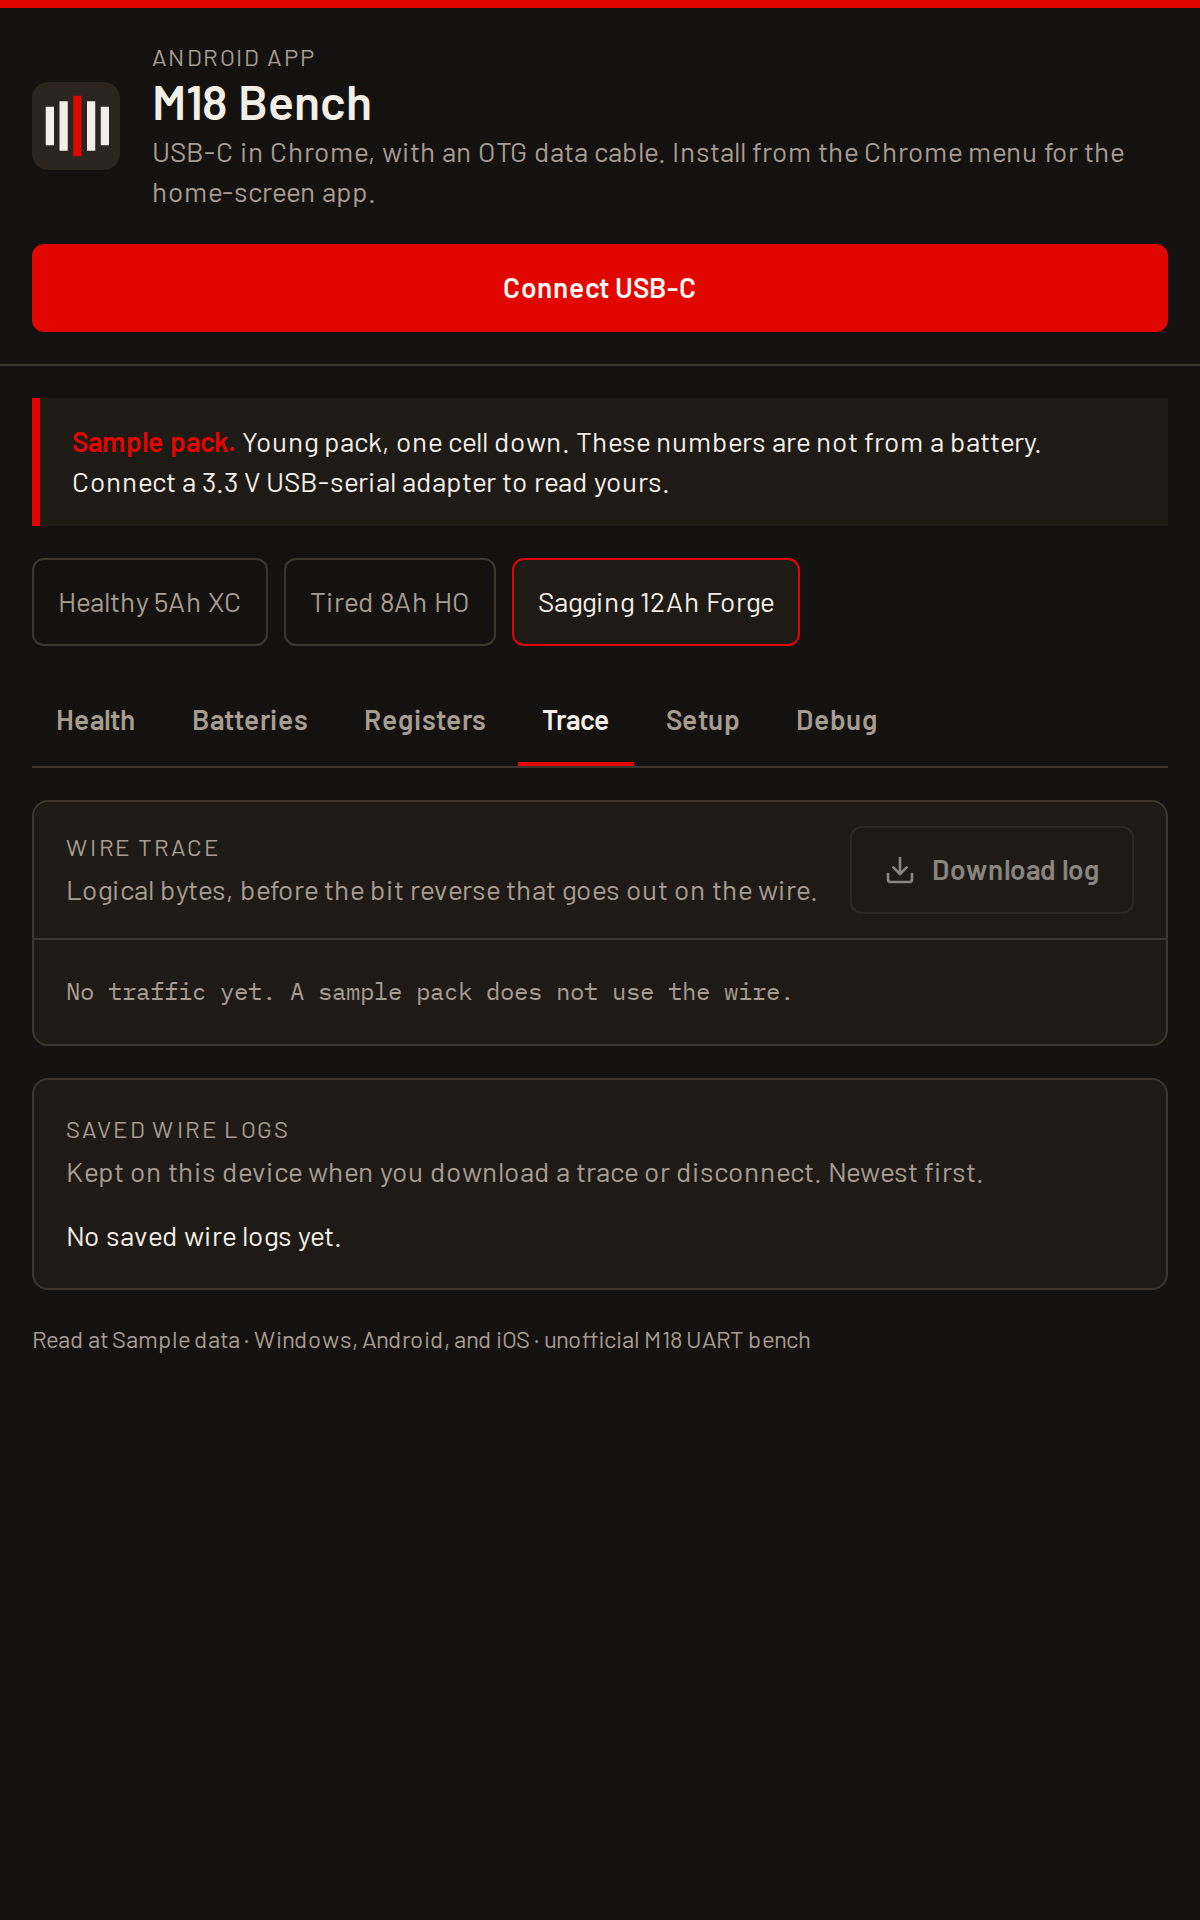 ANDROID APP
M18 Bench
USB-C in Chrome, with an OTG data cable. Install from the Chrome menu for the
home-screen app.
Connect USB-C
Sample pack. Young pack, one cell down. These numbers are not from a battery.
Connect a 3.3 V USB-serial adapter to read yours.
Healthy 5Ah XC
Tired 8Ah HO
Sagging 12Ah Forge
Health
Batteries
Registers
Trace
Setup
Debug
WIRE TRACE
Logical bytes, before the bit reverse that goes out on the wire.
Download log
No traffic yet. A sample pack does not use the wire.
SAVED WIRE LOGS
Kept on this device when you download a trace or disconnect. Newest first.
No saved wire logs yet.
Read at Sample data · Windows, Android, and iOS · unofficial M18 UART bench